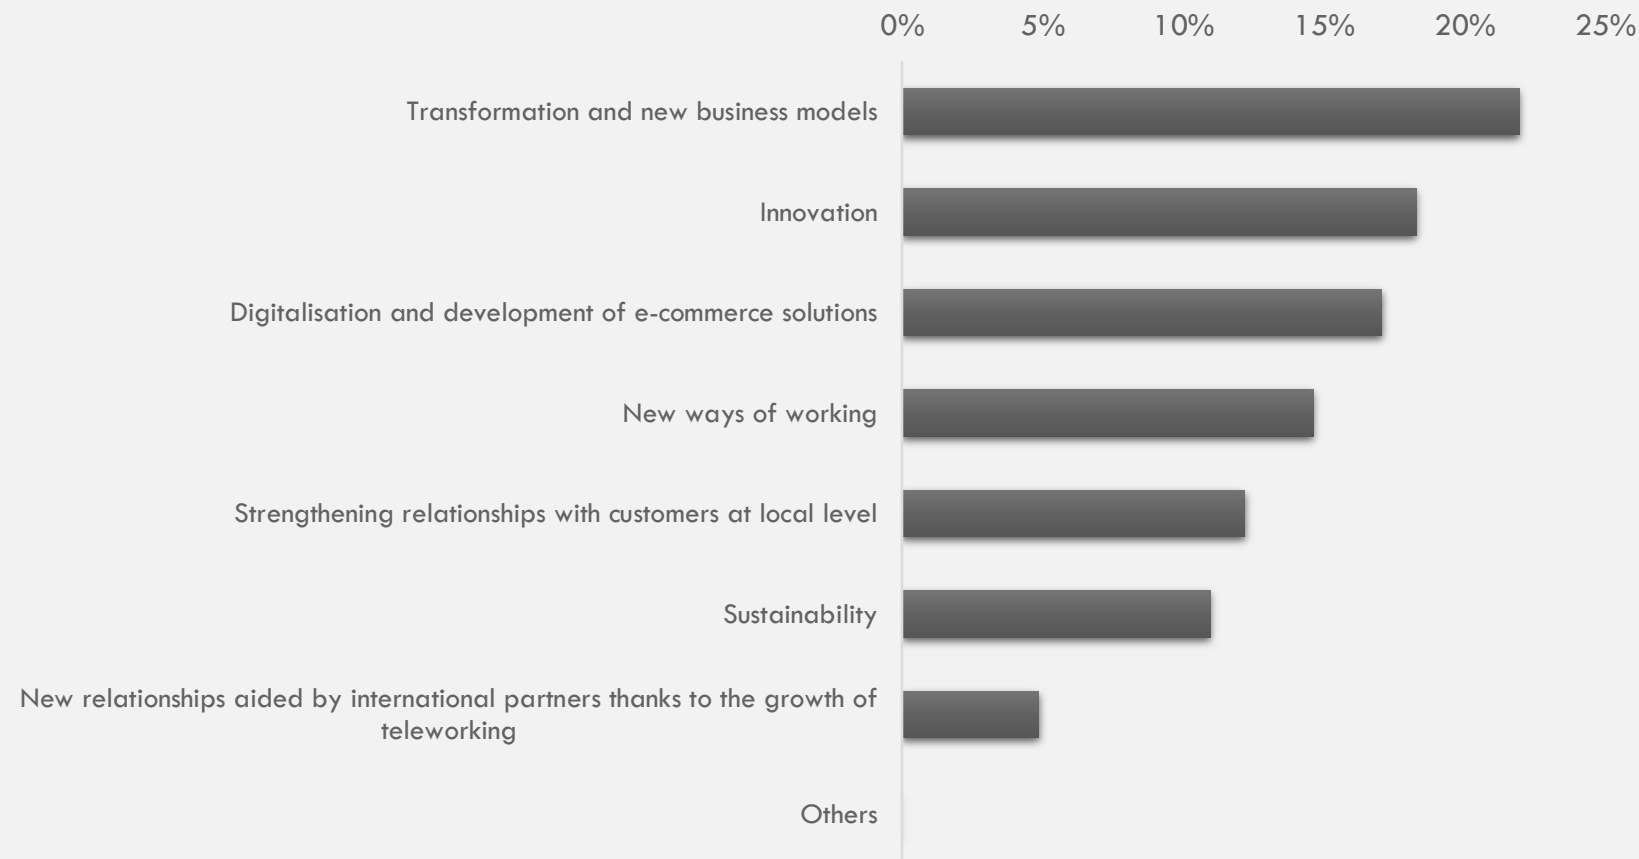 0% 5% 10% 15% 20% 25%
Transformation and new business models
Innovation
Digitalisation and development of e-commerce solutions
New ways of working
Strengthening relationships with customers at local level
Sustainability
New relationships aided by international partners thanks to the growth of
teleworking
Others